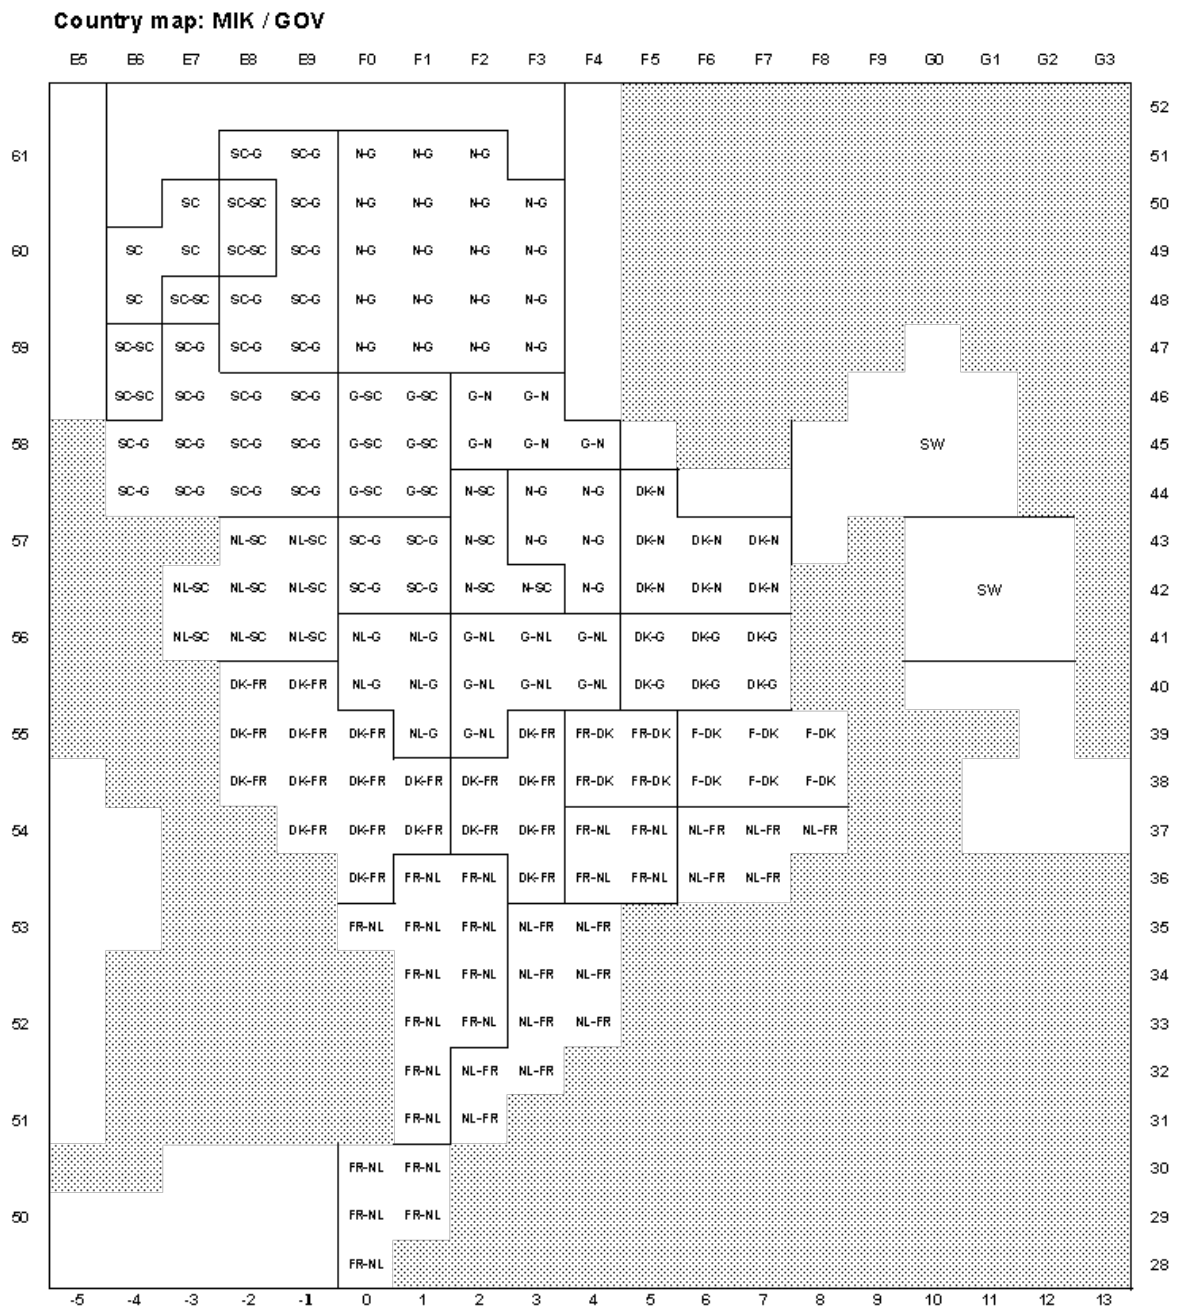 Country map: MIK / GOV
E5 E6 E7 E8 E9 F0 F1 F2 F3 F4 F5 F6 F7 F8 F9 G0 G1 G2 G3
52
61 SC-G SC-G N-G N-G N-G 51
SC SC-SC SC-G N-G N-G N-G N-G 50
60 SC SC SC-SC SC-G N-G N-G N-G N-G 49
SC SC-SC SC-G SC-G N-G N-G N-G N-G 48
59 SC-SC SC-G SC-G SC-G N-G N-G N-G N-G 47
SC-SC SC-G SC-G SC-G G-SC G-SC G-N G-N 46
58 SC-G SC-G SC-G SC-G G-SC G-SC G-N G-N G-N SW 45
SC-G SC-G SC-G SC-G G-SC G-SC N-SC N-G N-G DK-N 44
57 NL-SC NL-SC SC-G SC-G N-SC N-G N-G DK-N DK-N DK-N 43
NL-SC NL-SC NL-SC SC-G SC-G N-SC N-SC N-G DK-N DK-N DK-N SW 42
56 NL-SC NL-SC NL-SC NL-G NL-G G-NL G-NL G-NL DK-G DK-G DK-G 41
DK-FR DK-FR NL-G NL-G G-NL G-NL G-NL DK-G DK-G DK-G 40
55 DK-FR DK-FR DK-FR NL-G G-NL DK-FR FR-DK FR-DK F-DK F-DK F-DK 39
DK-FR DK-FR DK-FR DK-FR DK-FR DK-FR FR-DK FR-DK F-DK F-DK F-DK 38
54 DK-FR DK-FR DK-FR DK-FR DK-FR FR-NL FR-NL NL-FR NL-FR NL-FR 37
DK-FR FR-NL FR-NL DK-FR FR-NL FR-NL NL-FR NL-FR 36
53 FR-NL FR-NL FR-NL NL-FR NL-FR 35
FR-NL FR-NL NL-FR NL-FR 34
52 FR-NL FR-NL NL-FR NL-FR 33
FR-NL NL-FR NL-FR 32
51 FR-NL NL-FR 31
FR-NL FR-NL 30
50 FR-NL FR-NL 29
FR-NL 28
-5 -4 -3 -2 -1 0 1 2 3 4 5 6 7 8 9 10 11 12 13